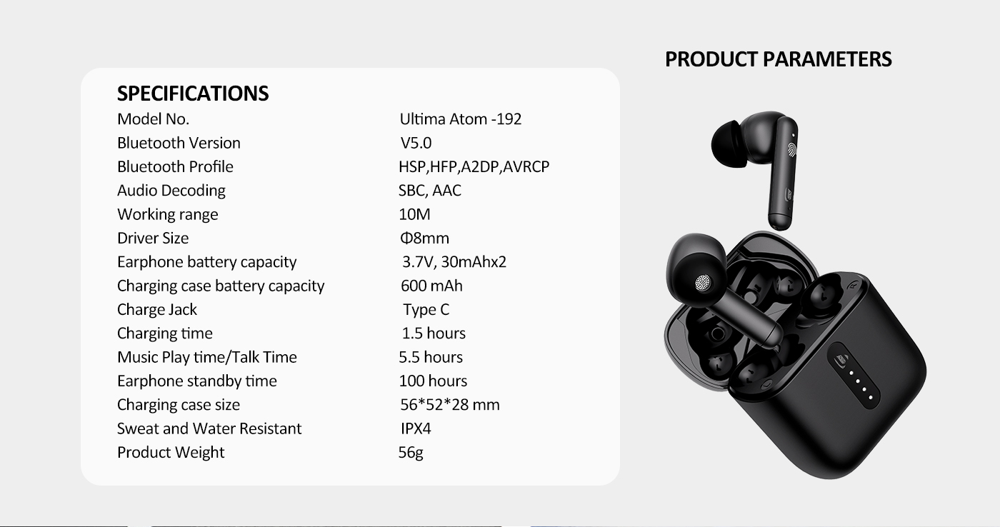 PRODUCT PARAMETERS
SPECIFICATIONS
Model No. Ultima Atom -192
Bluetooth Version V5.0
Bluetooth Profile HSP,HFP,A2DP,AVRCP
Audio Decoding SBC, AAC
Working range 10M
Driver Size Φ8mm
Earphone battery capacity 3.7V, 30mAhx2
Charging case battery capacity 600 mAh
Charge Jack Type C
Charging time 1.5 hours
Music Play time/Talk Time 5.5 hours
Earphone standby time 100 hours
Charging case size 56*52*28 mm
Sweat and Water Resistant IPX4
Product Weight 56g